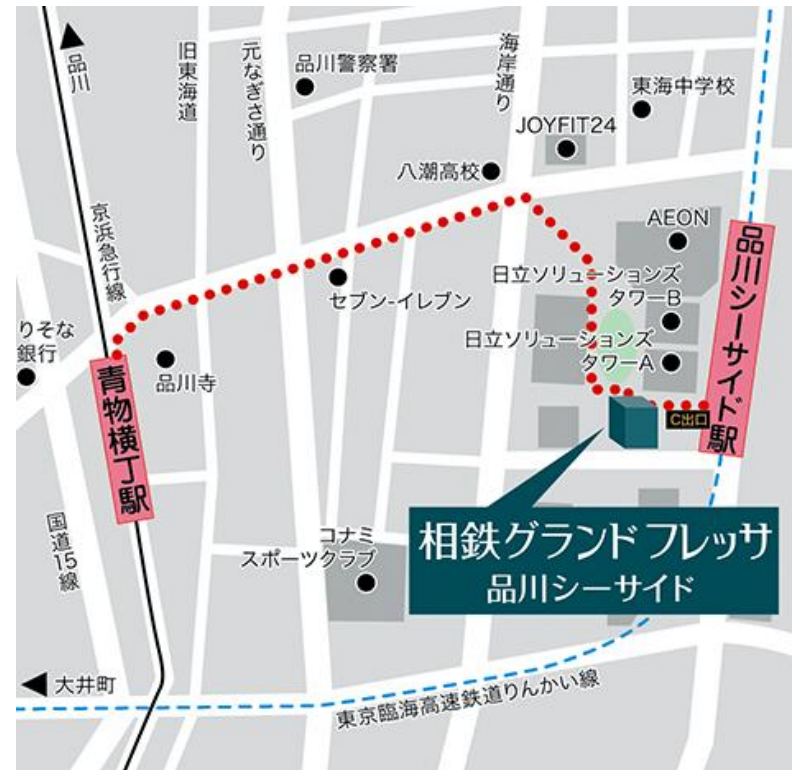 品川
旧東海道
元なぎさ通り
品川警察署
海岸通り
東海中学校
JOYFIT24
八潮高校
京浜急行線
AEON
日立ソリューションズ
タワーB
セブン-イレブン
日立ソリューションズ
タワーA
りそな
銀行
品川寺
品川シーサイド駅
C出口
青物横丁駅
国道15線
コナミ
スポーツクラブ
相鉄グランドフレッサ
品川シーサイド
大井町
東京臨海高速鉄道りんかい線